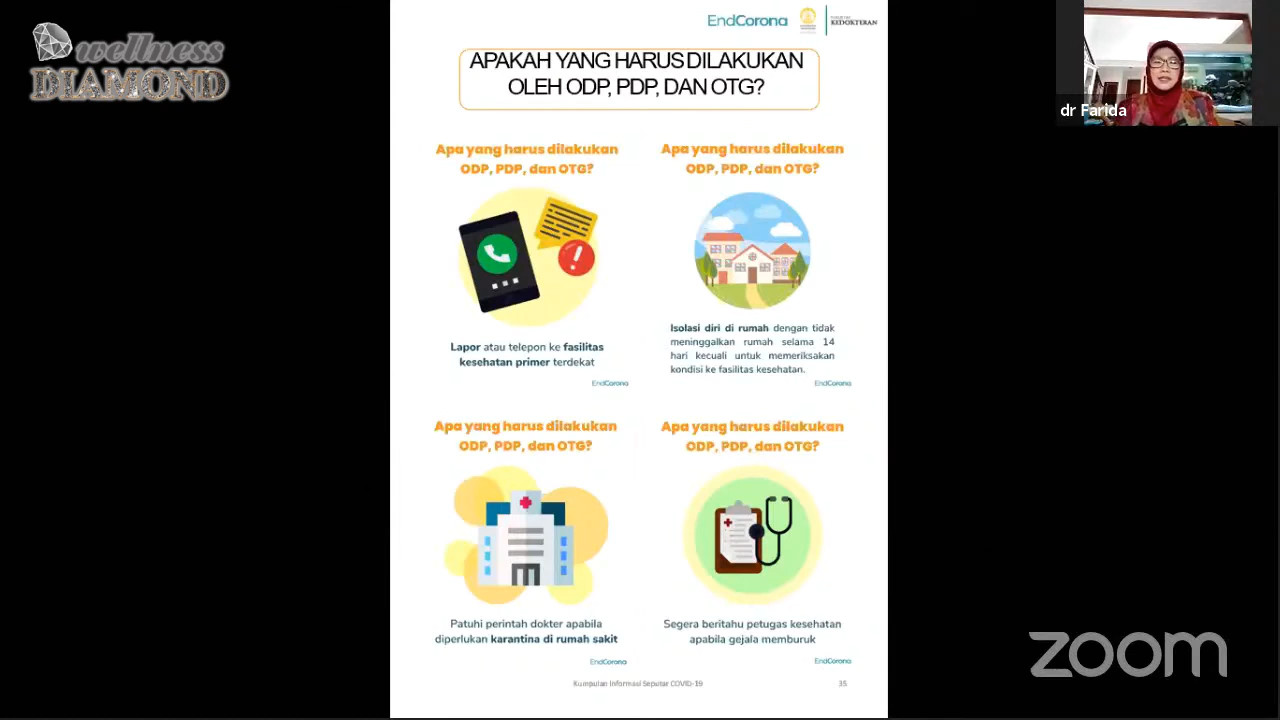 wellness
DIAMOND
EndCorona
KEDOKTERAN
dr Farida
APAKAH YANG HARUS DILAKUKAN
OLEH ODP, PDP, DAN OTG?
Apa yang harus dilakukan
ODP, PDP, dan OTG?
Lapor atau telepon ke fasilitas
kesehatan primer terdekat
EndCorona
Apa yang harus dilakukan
ODP, PDP, dan OTG?
Isolasi diri di rumah dengan tidak
meninggalkan rumah selama 14
hari kecuali untuk memeriksakan
kondisi ke fasilitas kesehatan.
EndCorona
Apa yang harus dilakukan
ODP, PDP, dan OTG?
Patuhi perintah dokter apabila
diperlukan karantina di rumah sakit
EndCorona
Apa yang harus dilakukan
ODP, PDP, dan OTG?
Segera beritahu petugas kesehatan
apabila gejala memburuk
EndCorona
Kumpulan Informasi Seputar COVID-19
35
zoom